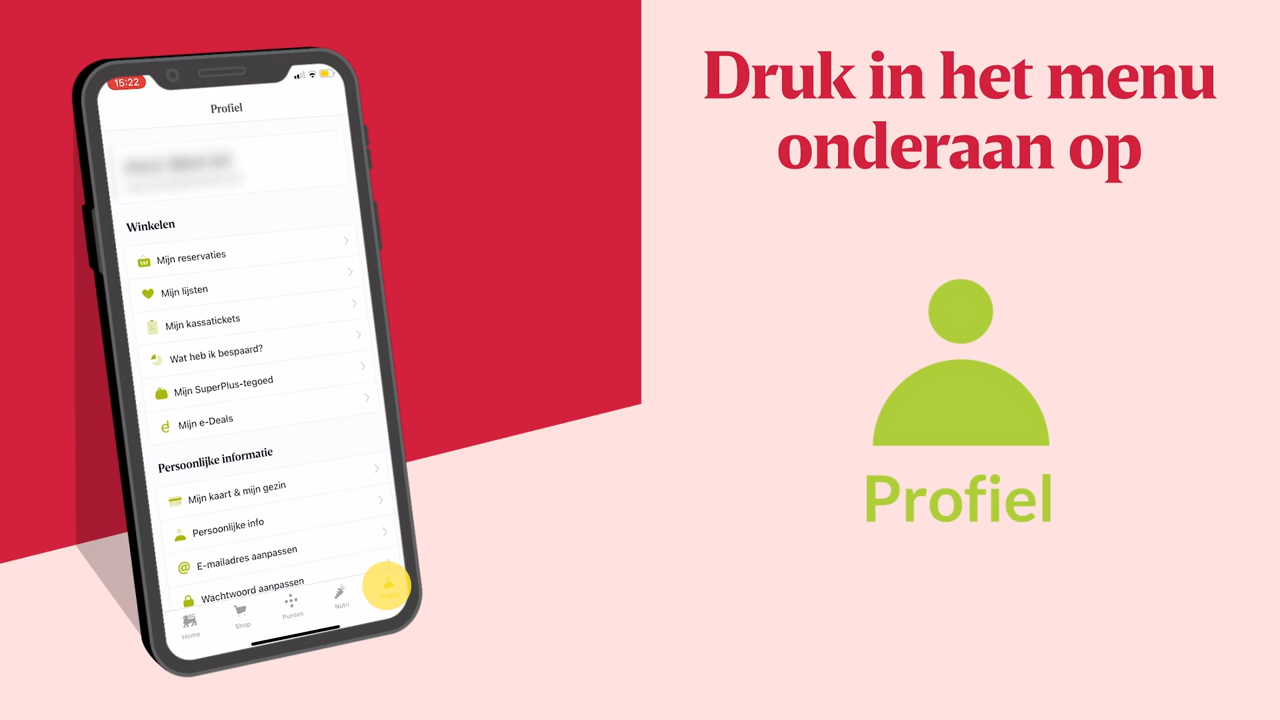 15:22
Profiel
Winkelen
Mijn reservaties
Mijn lijsten
Mijn kassatickets
Wat heb ik bespaard?
Mijn SuperPlus-tegoed
Mijn e-Deals
Persoonlijke informatie
Mijn kaart & mijn gezin
Persoonlijke info
E-mailadres aanpassen
Wachtwoord aanpassen
Home
Shop
Punten
Nutri
Druk in het menu
onderaan op
Profiel